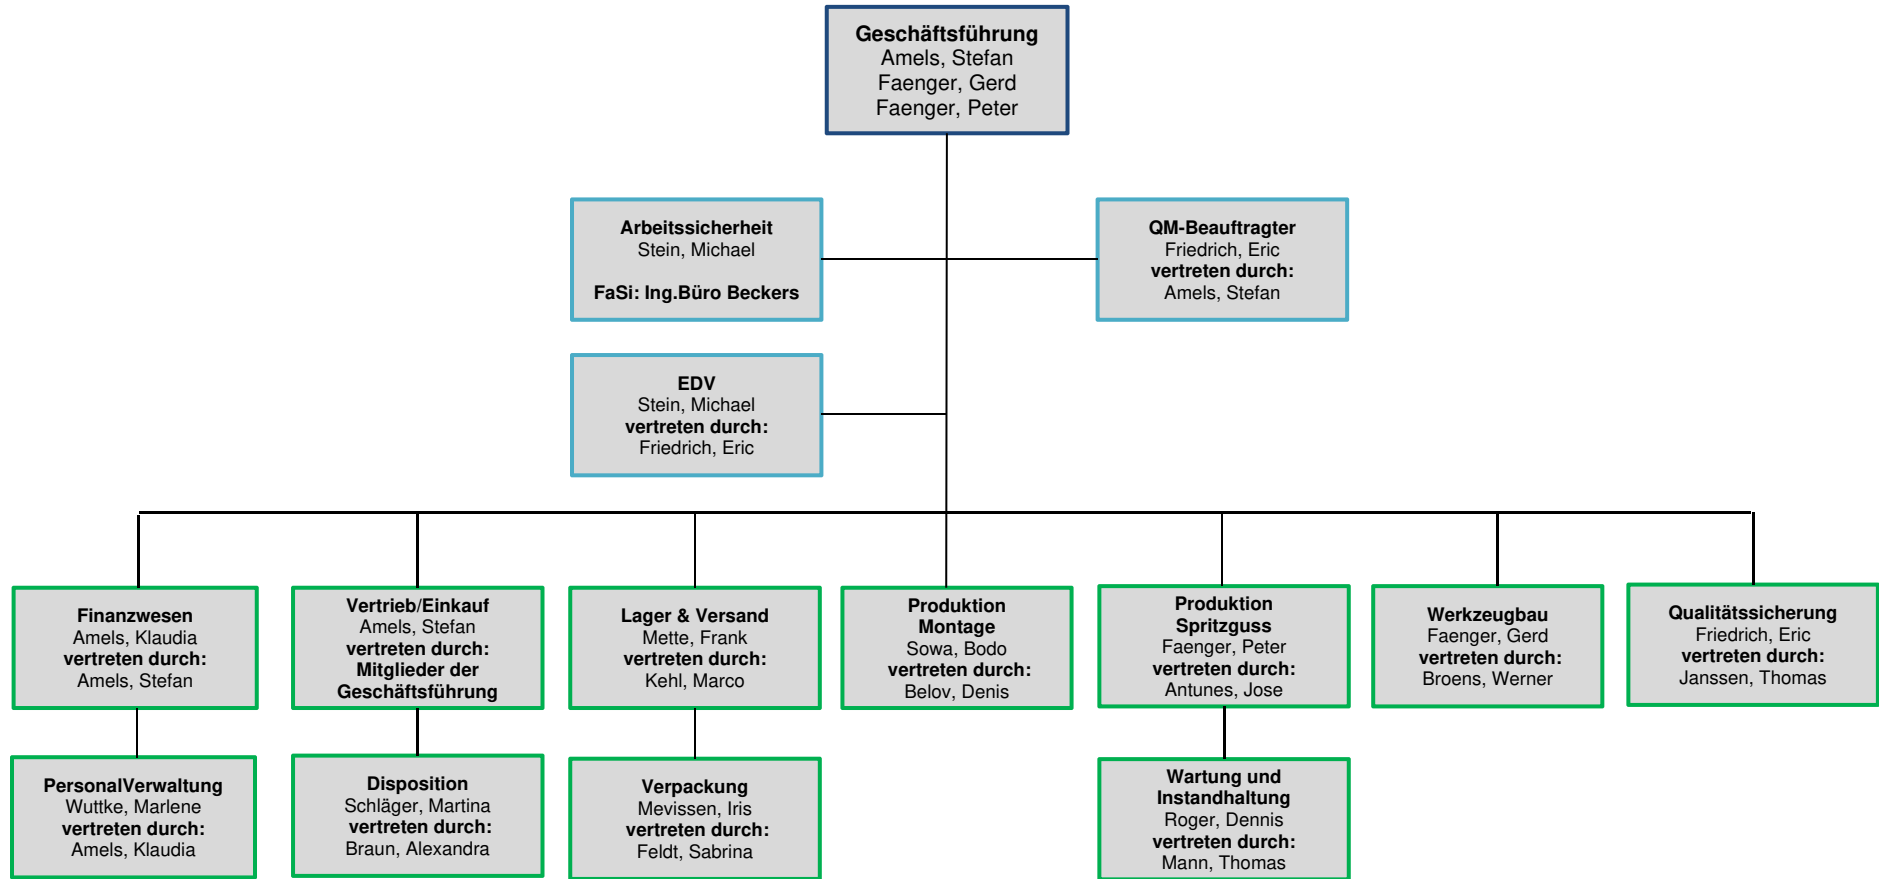 Geschäftsführung
Amels, Stefan
Faenger, Gerd
Faenger, Peter
Arbeitssicherheit
Stein, Michael
FaSi: Ing.Büro Beckers
QM-Beauftragter
Friedrich, Eric
vertreten durch:
Amels, Stefan
EDV
Stein, Michael
vertreten durch:
Friedrich, Eric
Finanzwesen
Amels, Klaudia
vertreten durch:
Amels, Stefan
Vertrieb/Einkauf
Amels, Stefan
vertreten durch:
Mitglieder der
Geschäftsführung
Lager & Versand
Mette, Frank
vertreten durch:
Kehl, Marco
Produktion
Montage
Sowa, Bodo
vertreten durch:
Belov, Denis
Produktion
Spritzguss
Faenger, Peter
vertreten durch:
Antunes, Jose
Werkzeugbau
Faenger, Gerd
vertreten durch:
Broens, Werner
Qualitätssicherung
Friedrich, Eric
vertreten durch:
Janssen, Thomas
PersonalVerwaltung
Wuttke, Marlene
vertreten durch:
Amels, Klaudia
Disposition
Schläger, Martina
vertreten durch:
Braun, Alexandra
Verpackung
Mevissen, Iris
vertreten durch:
Feldt, Sabrina
Wartung und
Instandhaltung
Roger, Dennis
vertreten durch:
Mann, Thomas